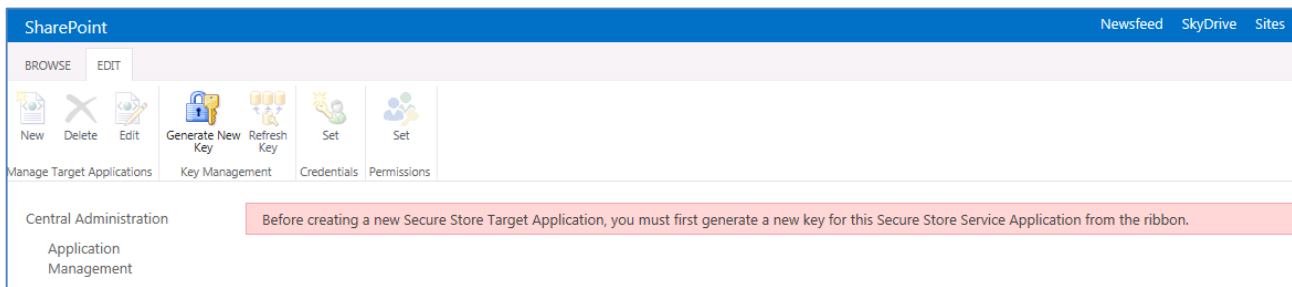 SharePoint
Newsfeed SkyDrive Sites
BROWSE EDIT
New Delete Edit Generate New Refresh Set Set
Key Key
Manage Target Applications Key Management Credentials Permissions
Central Administration
Before creating a new Secure Store Target Application, you must first generate a new key for this Secure Store Service Application from the ribbon.
Application
Management